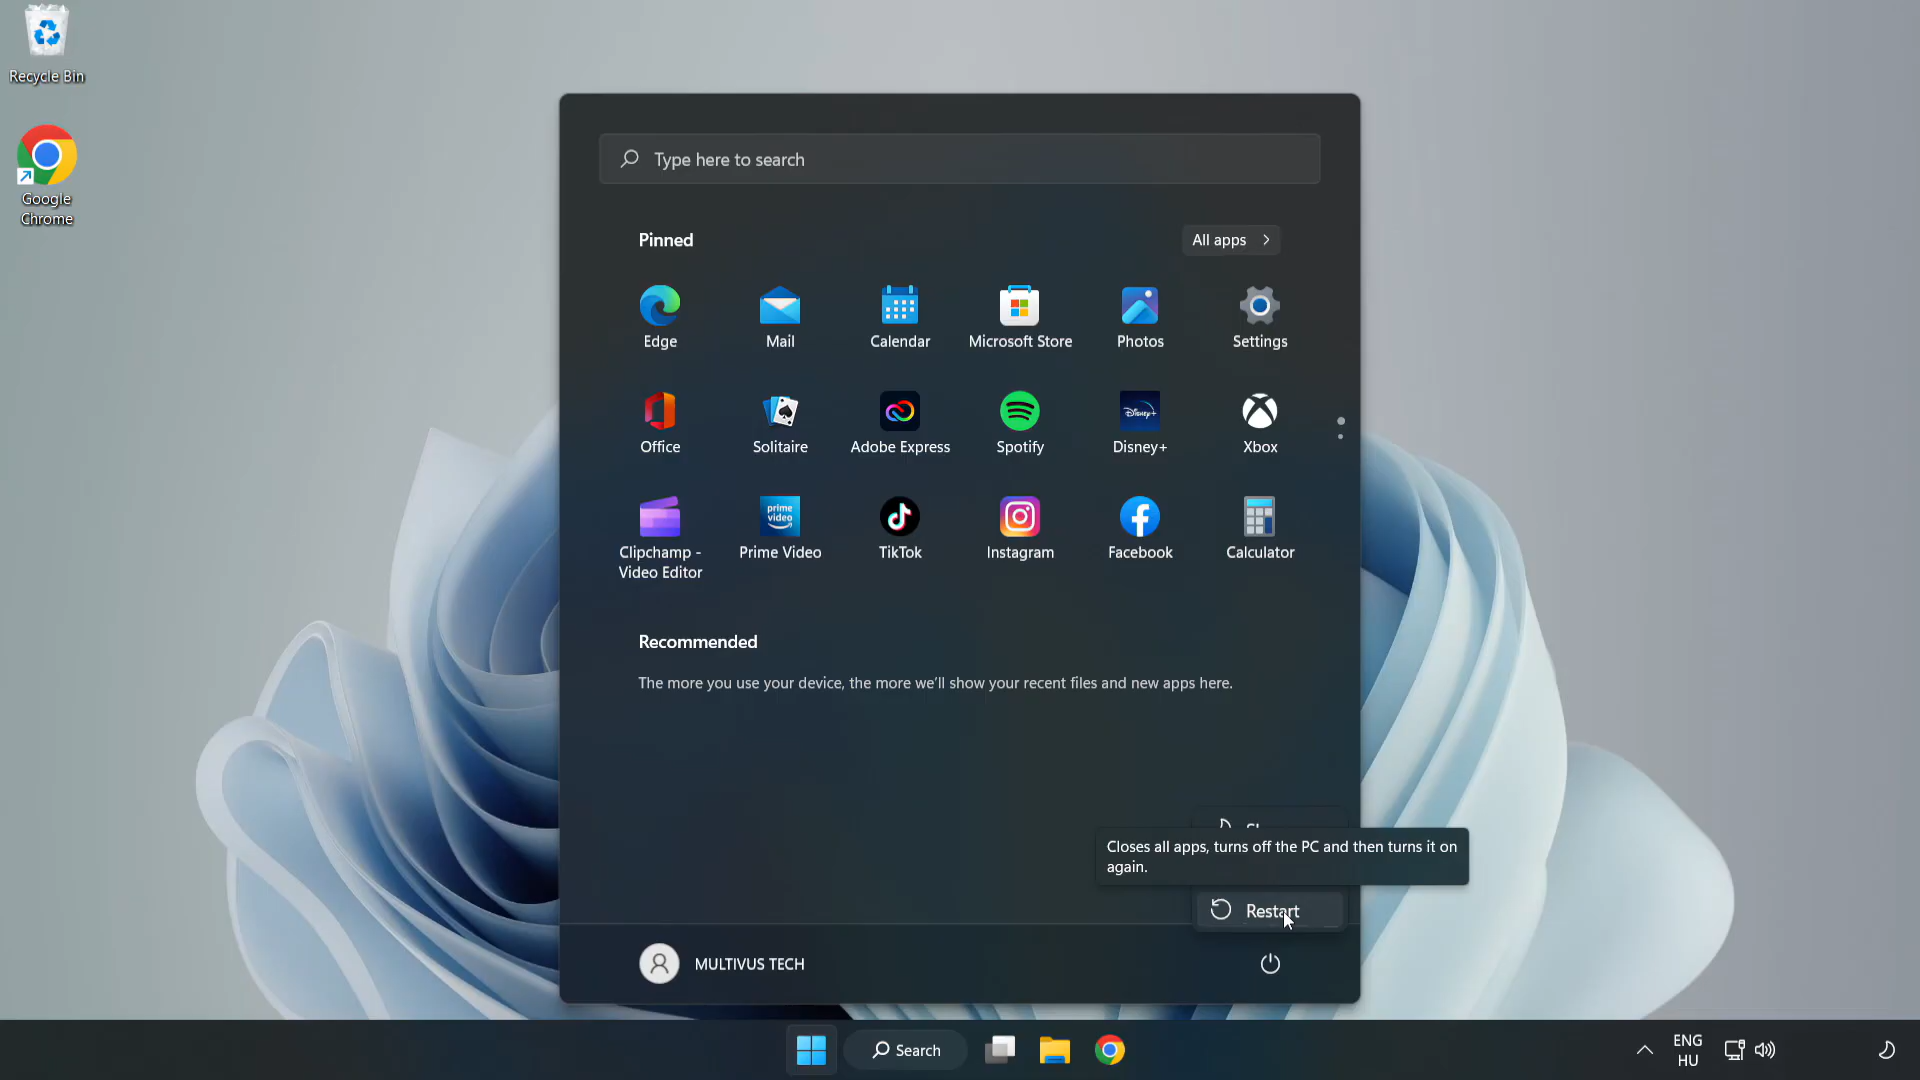 Recycle Bin
Google
Chrome
Type here to search
Pinned
All apps
Edge
Mail
Calendar
Microsoft Store
Photos
Settings
Office
Solitaire
Adobe Express
Spotify
Disney+
Disney+
Xbox
prime
video
Clipchamp -
Video Editor
Prime Video
TikTok
Instagram
Facebook
Calculator
Recommended
The more you use your device, the more we'll show your recent files and new apps here.
Closes all apps, turns off the PC and then turns it on
again.
Restart
MULTIVUS TECH
Search
ENG
HU